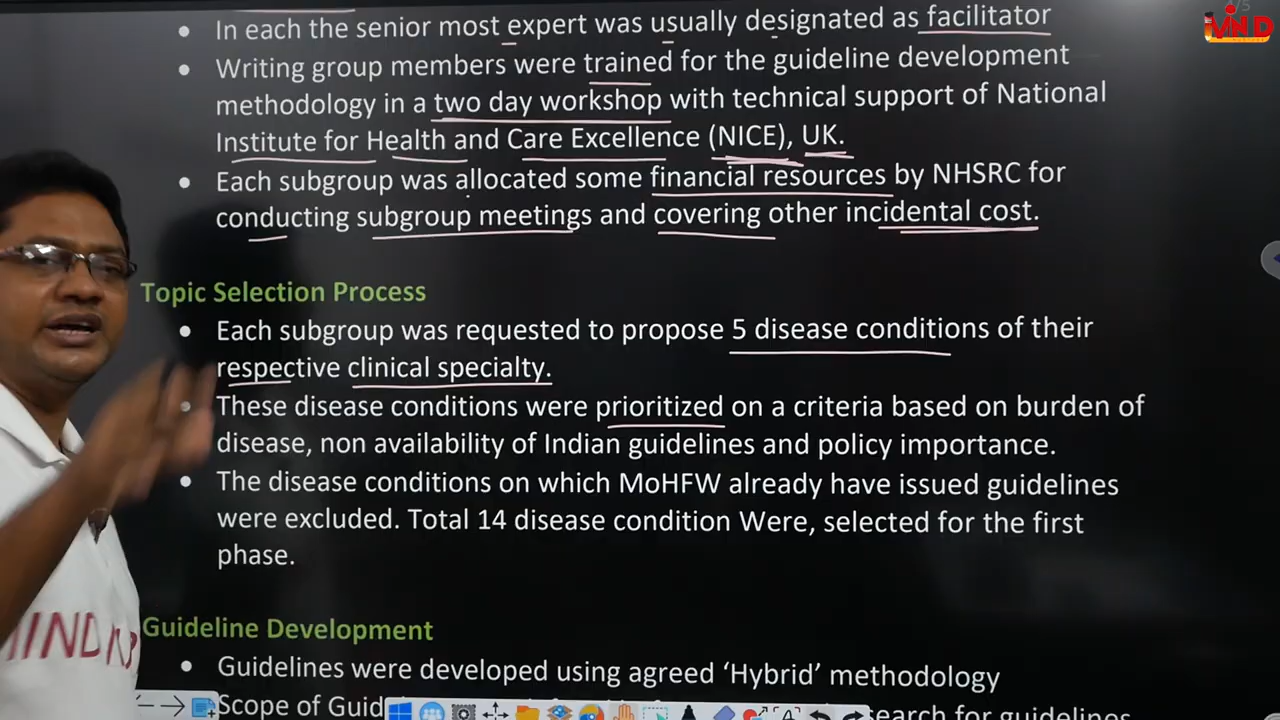 /5
MIND
In each the senior most expert was usually designated as facilitator
Writing group members were trained for the guideline development
methodology in a two day workshop with technical support of National
Institute for Health and Care Excellence (NICE), UK.
Each subgroup was allocated some financial resources by NHSRC for
conducting subgroup meetings and covering other incidental cost.
Topic Selection Process
Each subgroup was requested to propose 5 disease conditions of their
respective clinical specialty.
These disease conditions were prioritized on a criteria based on burden of
disease, non availability of Indian guidelines and policy importance.
The disease conditions on which MoHFW already have issued guidelines
were excluded. Total 14 disease condition Were, selected for the first
phase.
Guideline Development
Guidelines were developed using agreed ‘Hybrid’ methodology
Scope of Guid
search for guidelines